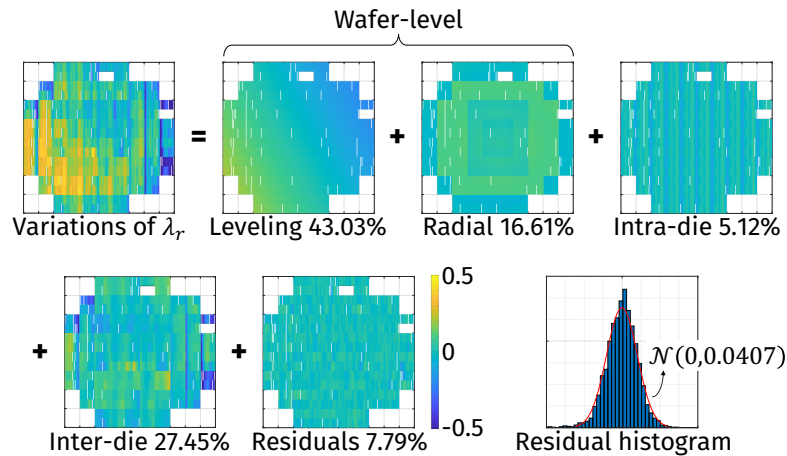 Wafer-level
=
+
+
Variations of λr
Leveling 43.03%
Radial 16.61%
Intra-die 5.12%
+
+
0.5
0
−0.5
𝒩(0,0.0407)
Inter-die 27.45%
Residuals 7.79%
Residual histogram